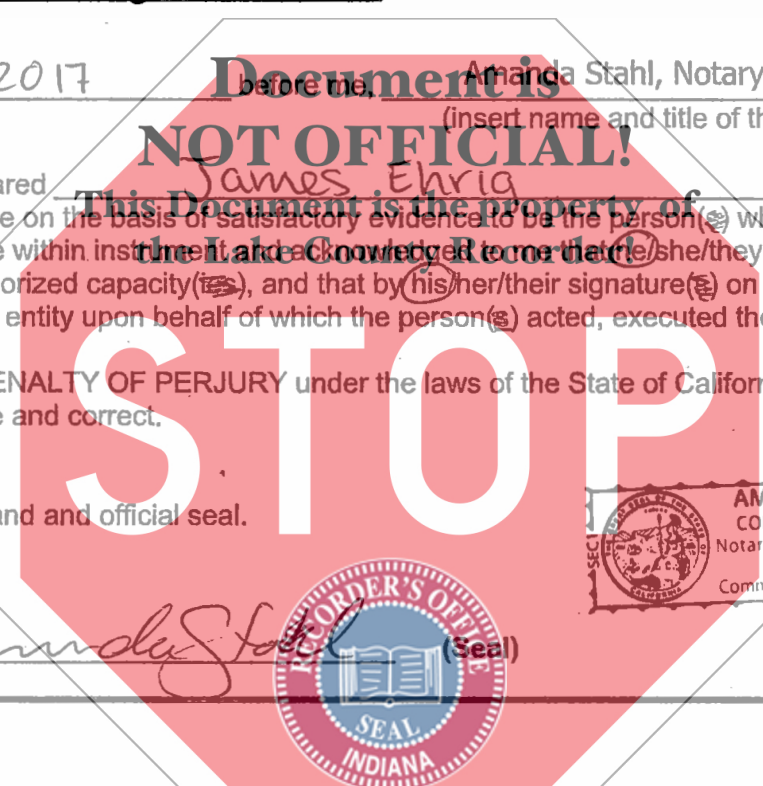 2017 before me, Amanda Stahl, Notary
Document is
(insert name and title of th
NOT OFFICIAL!
ared James Ehrig
This Document is the property of
e on the basis of satisfactory evidence to be the person(s) wh
the Lake County Recorder!
e within instrument and acknowledged to me that he/she/they
orized capacity(ies), and that by his/her/their signature(s) on
entity upon behalf of which the person(s) acted, executed the
STOP
ENALTY OF PERJURY under the laws of the State of Californ
e and correct.
and and official seal.
AM
CO
Notar
Comm
SECI
(Seal)
RECORDER'S OFFICE
SEAL
INDIANA